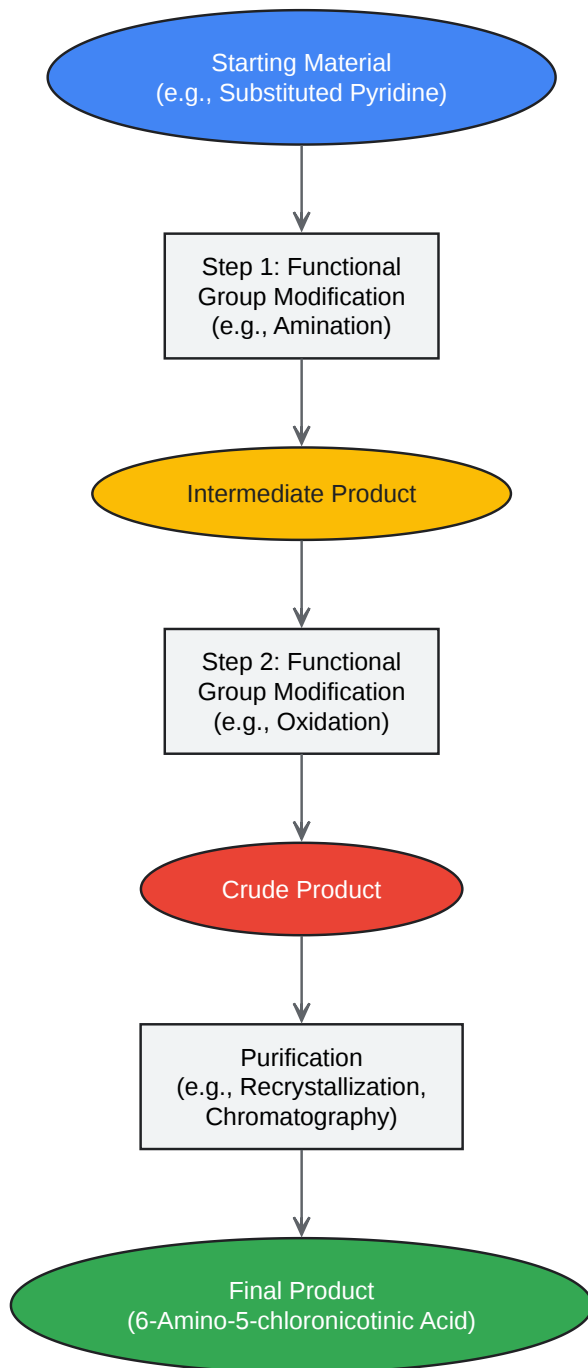 Starting Material
(e.g., Substituted Pyridine)
Step 1: Functional
Group Modification
(e.g., Amination)
Intermediate Product
Step 2: Functional
Group Modification
(e.g., Oxidation)
Crude Product
Purification
(e.g., Recrystallization,
Chromatography)
Final Product
(6-Amino-5-chloronicotinic Acid)